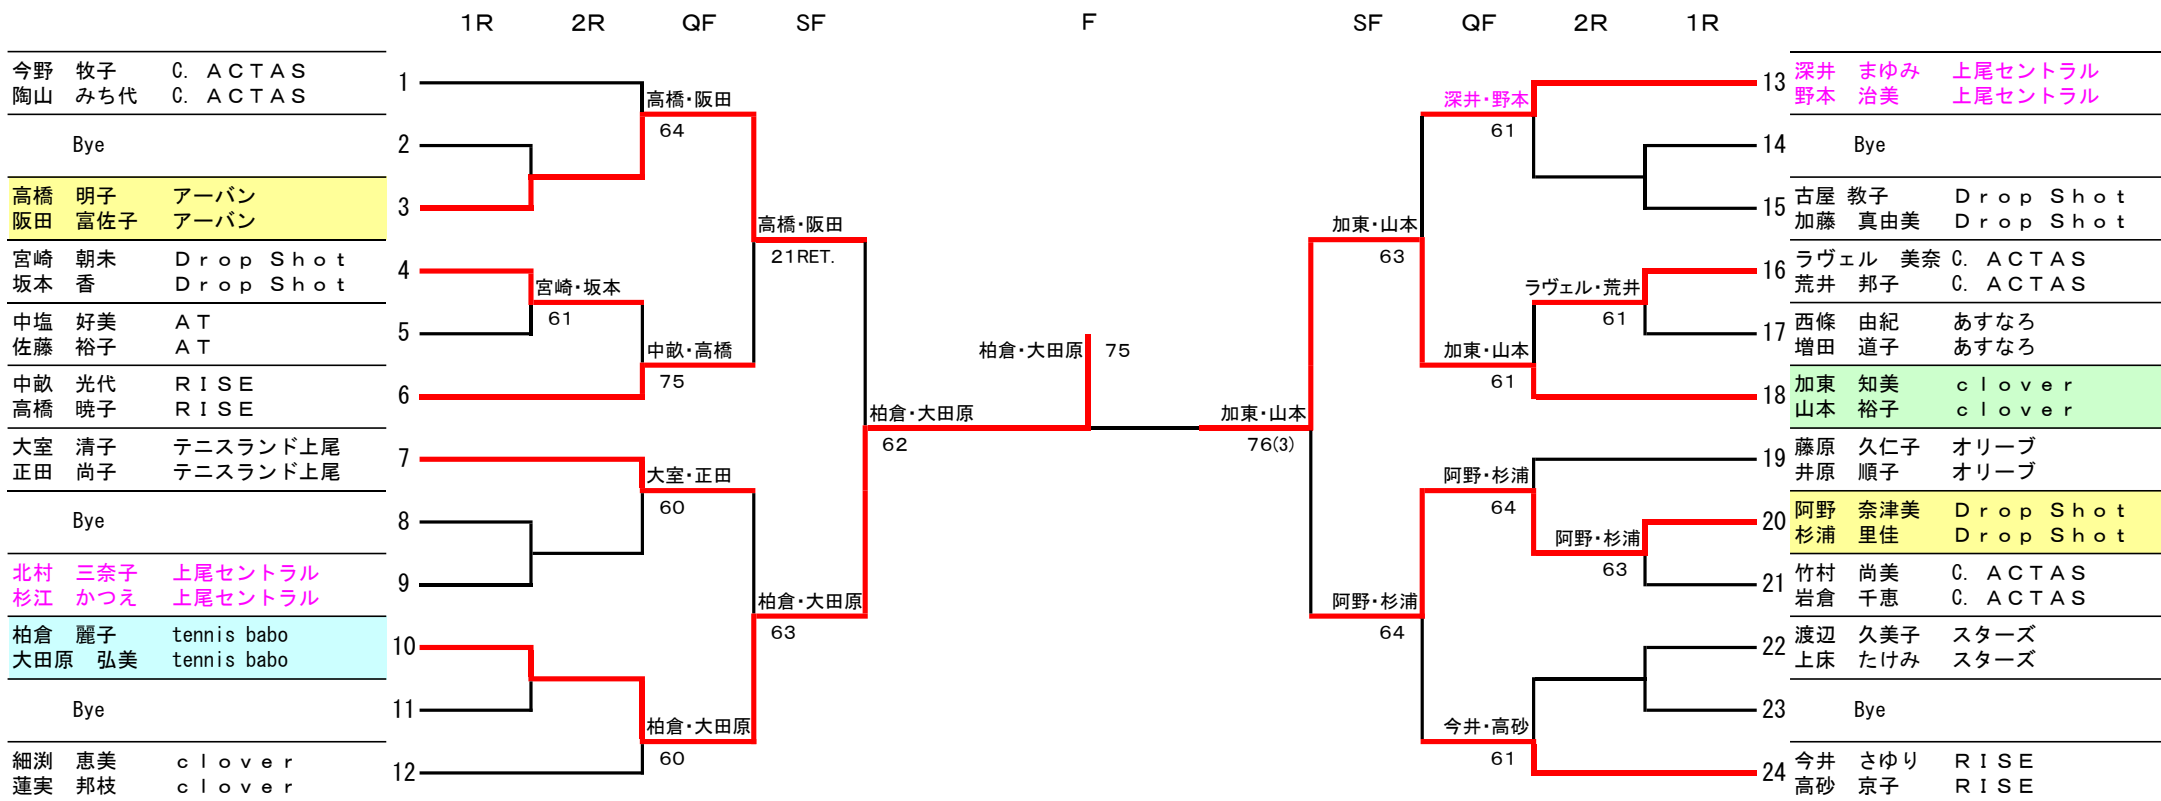 1R 2R QF SF F SF QF 2R 1R
今野 牧子 C. ACTAS
陶山 みち代 C. ACTAS
1
Bye
2
高橋 明子 アーバン
阪田 富佐子 アーバン
3
宮崎 朝未 Drop Shot
坂本 香 Drop Shot
4
中塩 好美 AT
佐藤 裕子 AT
5
中畝 光代 RISE
高橋 暁子 RISE
6
大室 清子 テニスランド上尾
正田 尚子 テニスランド上尾
7
Bye
8
北村 三奈子 上尾セントラル
杉江 かつえ 上尾セントラル
9
柏倉 麗子 tennis babo
大田原 弘美 tennis babo
10
Bye
11
細渕 恵美 clover
蓮実 邦枝 clover
12
宮崎・坂本
61
高橋・阪田
64
中畝・高橋
75
大室・正田
60
柏倉・大田原
60
高橋・阪田
21RET.
柏倉・大田原
63
柏倉・大田原
62
柏倉・大田原 75
加東・山本
76(3)
加東・山本
63
阿野・杉浦
64
深井・野本
61
加東・山本
61
阿野・杉浦
64
今井・高砂
61
ラヴェル・荒井
61
阿野・杉浦
63
13
深井 まゆみ 上尾セントラル
野本 治美 上尾セントラル
14
Bye
15
古屋 教子 Drop Shot
加藤 真由美 Drop Shot
16
ラヴェル 美奈 C. ACTAS
荒井 邦子 C. ACTAS
17
西條 由紀 あすなろ
増田 道子 あすなろ
18
加東 知美 clover
山本 裕子 clover
19
藤原 久仁子 オリーブ
井原 順子 オリーブ
20
阿野 奈津美 Drop Shot
杉浦 里佳 Drop Shot
21
竹村 尚美 C. ACTAS
岩倉 千恵 C. ACTAS
22
渡辺 久美子 スターズ
上床 たけみ スターズ
23
Bye
24
今井 さゆり RISE
高砂 京子 RISE